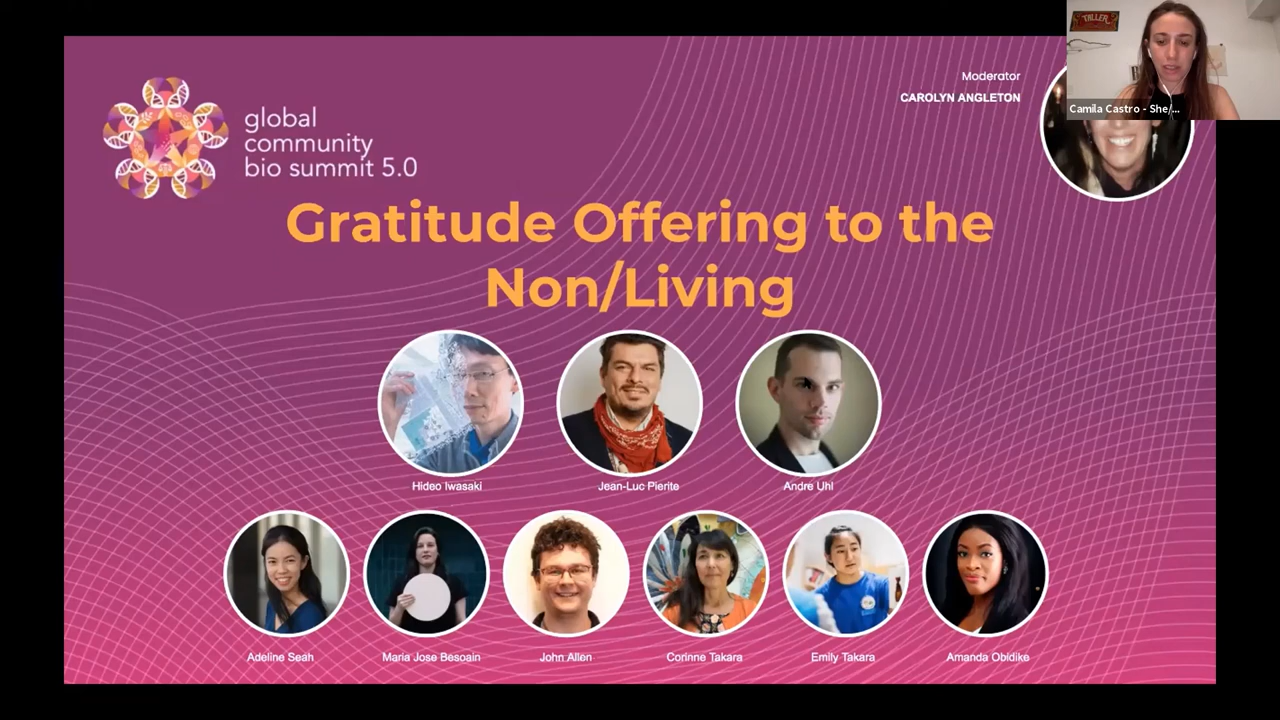 TALLER
Camila Castro - She/...
Moderator
CAROLYN ANGLETON
global
community
bio summit 5.0
Gratitude Offering to the
Non/Living
Hideo Iwasaki
Jean-Luc Pierite
Andre Uhl
Adeline Seah
Maria Jose Besoain
John Allen
Corinne Takara
Emily Takara
Amanda Obidike